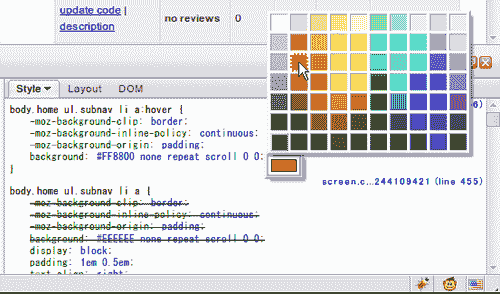 update code |
description
no reviews
0
Style
Layout
DOM
body.home ul.subnav li a:hover {
-moz-background-clip: border;
-moz-background-inline-policy: continuous;
-moz-background-origin: padding;
background: #FF8800 none repeat scroll 0 0;
}
screen.c...244109421 (line 455)
body.home ul.subnav li a {
-moz-background-clip: border;
-moz-background-inline-policy: continuous;
-moz-background-origin: padding;
background: #EEEEEE none repeat scroll 0 0;
display: block;
padding: 1em 0.5em;
text-align: right;